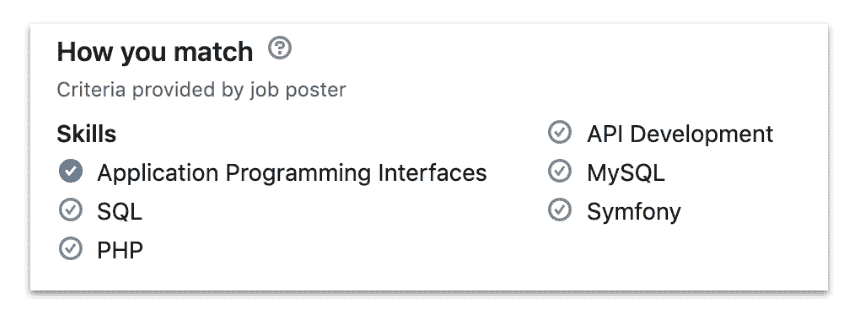 How you match
Criteria provided by job poster
Skills
Application Programming Interfaces
SQL
PHP
API Development
MySQL
Symfony